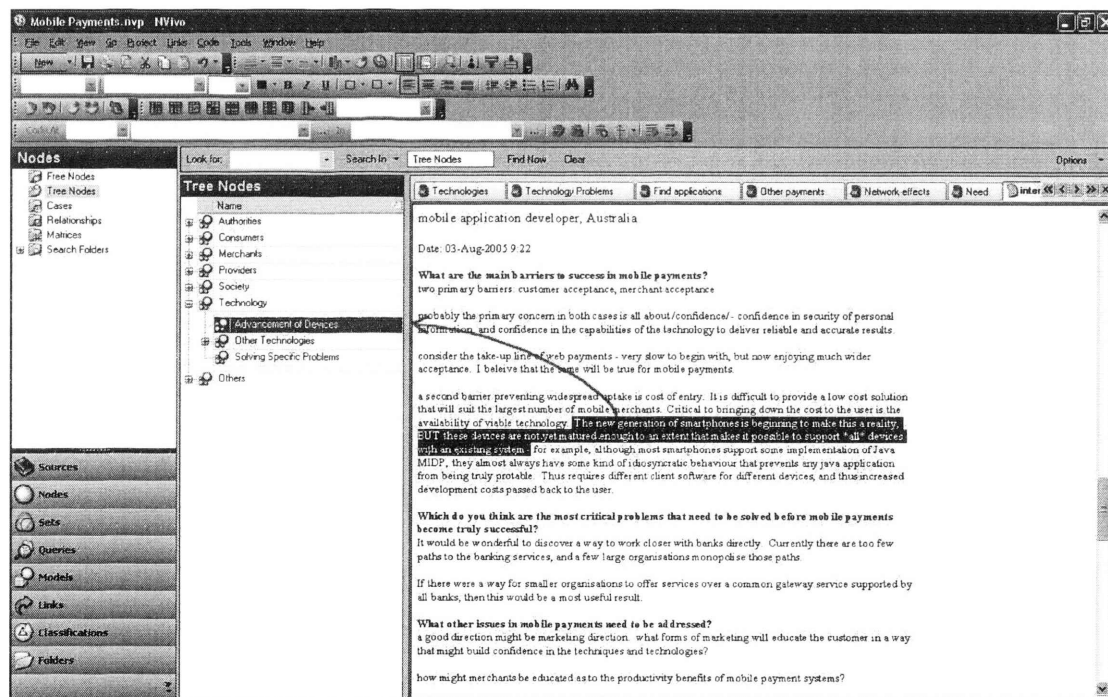 Mobile Payments.nvp - NVivo
File Edit View Go Project Links Code Tools Window Help
New
B I U
Code At
In
Nodes
Free Nodes
Tree Nodes
Cases
Relationships
Matrices
Search Folders
Sources
Nodes
Sets
Queries
Models
Links
Classifications
Folders
Look for: Search In Tree Nodes Find Now Clear Options
Tree Nodes
Name
Authorities
Consumers
Merchants
Providers
Society
Technology
Advancement of Devices
Other Technologies
Solving Specific Problems
Others
Technologies Technology Problems Find applications Other payments Network effects Need inter
mobile application developer, Australia
Date: 03-Aug-2005 9:22
What are the main barriers to success in mobile payments?
two primary barriers: customer acceptance, merchant acceptance
probably the primary concern in both cases is all about /confidence/ - confidence in security of personal
information, and confidence in the capabilities of the technology to deliver reliable and accurate results.
consider the take-up line of web payments - very slow to begin with, but now enjoying much wider
acceptance. I beleive that the same will be true for mobile payments.
a second barrier preventing widespread uptake is cost of entry. It is difficult to provide a low cost solution
that will suit the largest number of mobile merchants. Critical to bringing down the cost to the user is the
availability of viable technology. The new generation of smartphones is beginning to make this a reality,
BUT these devices are not yet matured enough to an extent that makes it possible to support *all* devices
with an existing system - for example, although most smartphones support some implementation of Java
MIDP, they almost always have some kind of idiosyncratic behaviour that prevents any java application
from being truly protable. Thus requires different client software for different devices, and thus increased
development costs passed back to the user.
Which do you think are the most critical problems that need to be solved before mobile payments
become truly successful?
It would be wonderful to discover a way to work closer with banks directly. Currently there are too few
paths to the banking services, and a few large organisations monopolise those paths.
If there were a way for smaller organisations to offer services over a common gateway service supported by
all banks, then this would be a most useful result.
What other issues in mobile payments need to be addressed?
a good direction might be marketing direction. what forms of marketing will educate the customer in a way
that might build confidence in the techniques and technologies?
how might merchants be educated as to the productivity benefits of mobile payment systems?